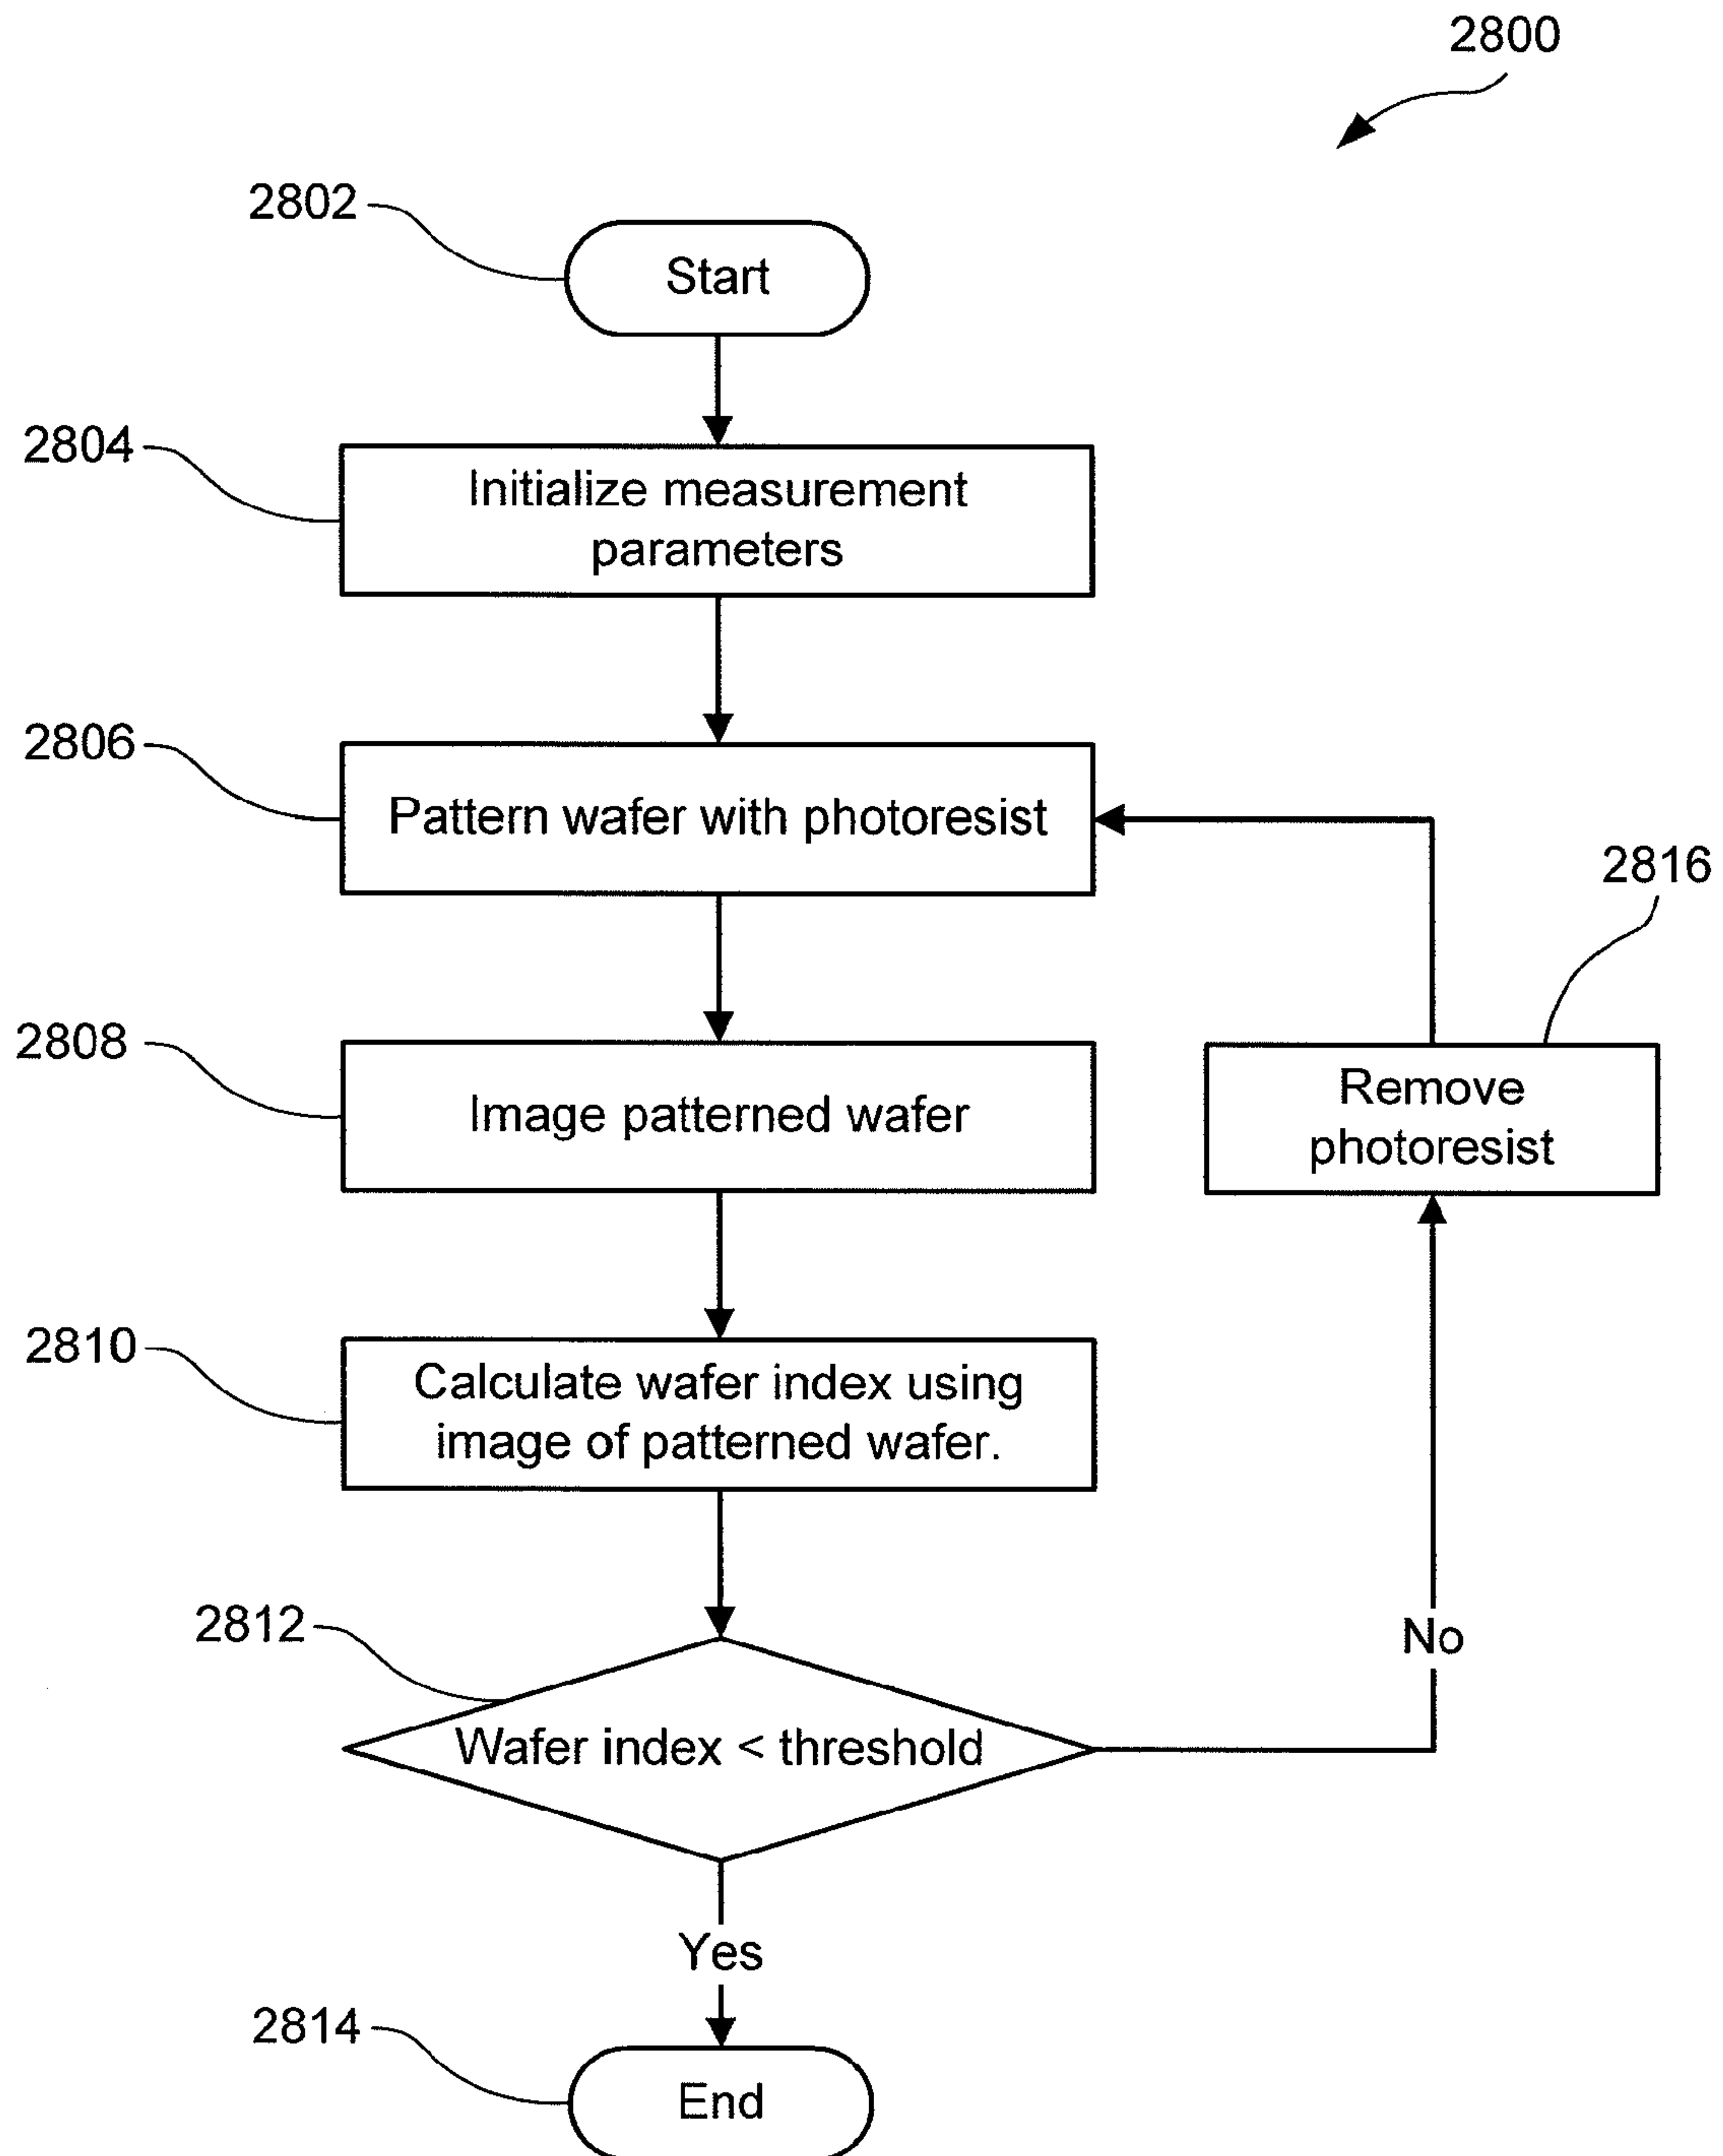 2800
2802
Start
2804
Initialize measurement
parameters
2806
Pattern wafer with photoresist
2816
2808
Image patterned wafer
Remove
photoresist
2810
Calculate wafer index using
image of patterned wafer.
2812
No
Wafer index < threshold
Yes
2814
End